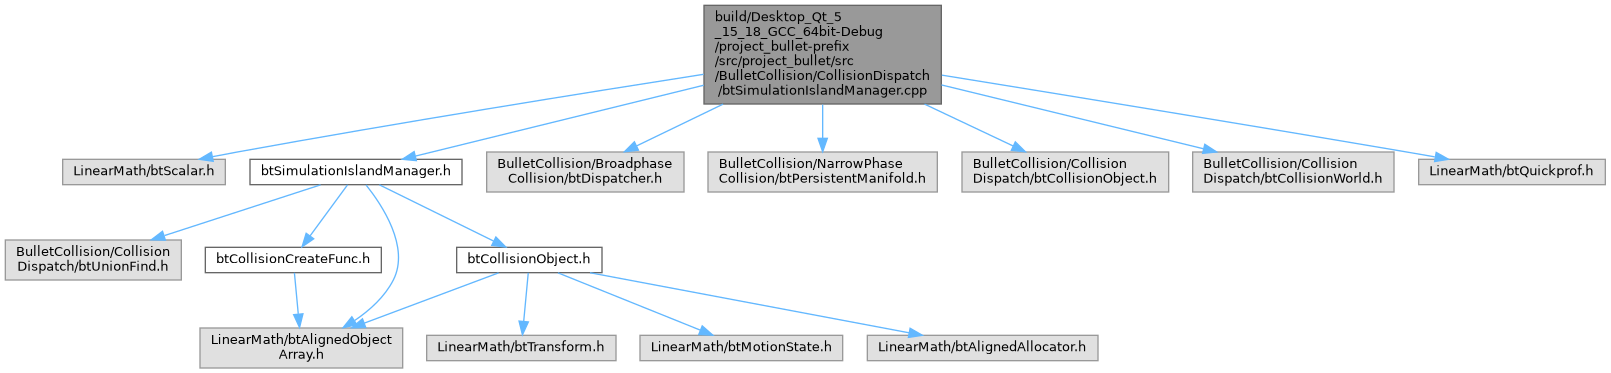 build/Desktop_Qt_5
_15_18_GCC_64bit-Debug
/project_bullet-prefix
/src/project_bullet/src
/BulletCollision/CollisionDispatch
/btSimulationIslandManager.cpp
LinearMath/btScalar.h
btSimulationIslandManager.h
BulletCollision/Broadphase
Collision/btDispatcher.h
BulletCollision/NarrowPhase
Collision/btPersistentManifold.h
BulletCollision/Collision
Dispatch/btCollisionObject.h
BulletCollision/Collision
Dispatch/btCollisionWorld.h
LinearMath/btQuickprof.h
BulletCollision/Collision
Dispatch/btUnionFind.h
btCollisionCreateFunc.h
btCollisionObject.h
LinearMath/btAlignedObject
Array.h
LinearMath/btTransform.h
LinearMath/btMotionState.h
LinearMath/btAlignedAllocator.h